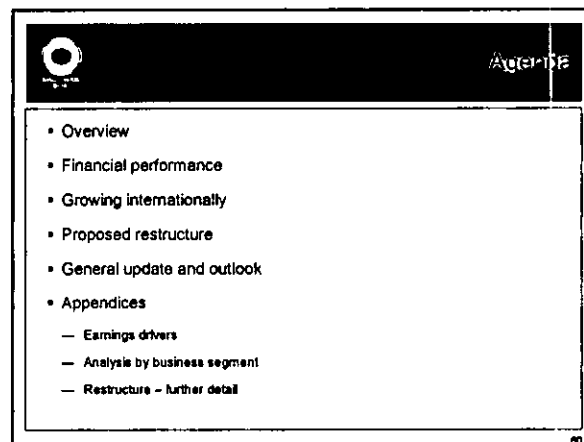 Agenda
• Overview
• Financial performance
• Growing internationally
• Proposed restructure
• General update and outlook
• Appendices
— Earnings drivers
— Analysis by business segment
— Restructure – further detail